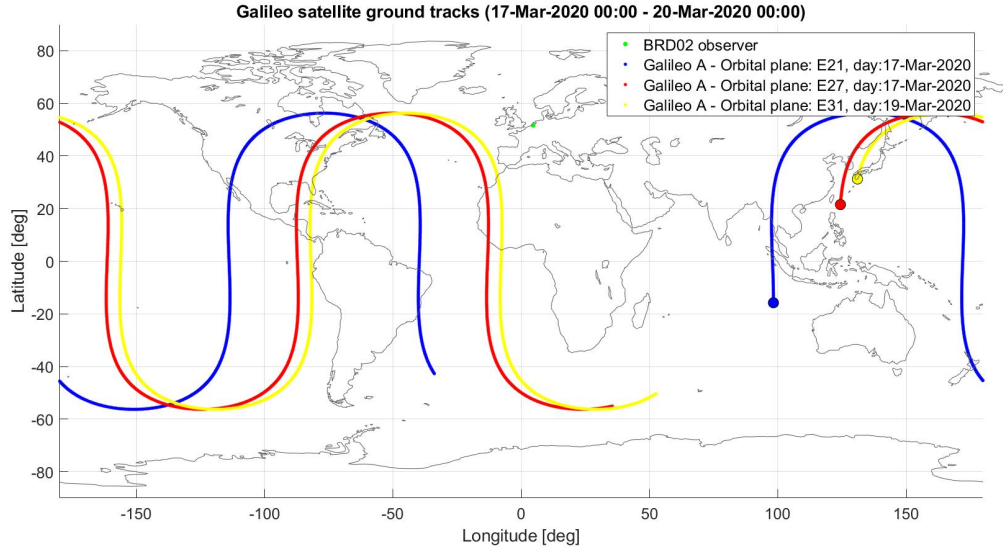 Galileo satellite ground tracks (17-Mar-2020 00:00 - 20-Mar-2020 00:00)
BRD02 observer
Galileo A - Orbital plane: E21, day:17-Mar-2020
Galileo A - Orbital plane: E27, day:17-Mar-2020
Galileo A - Orbital plane: E31, day:19-Mar-2020
80
60
40
20
0
-20
-40
-60
-80
Latitude [deg]
-150
-100
-50
0
50
100
150
Longitude [deg]